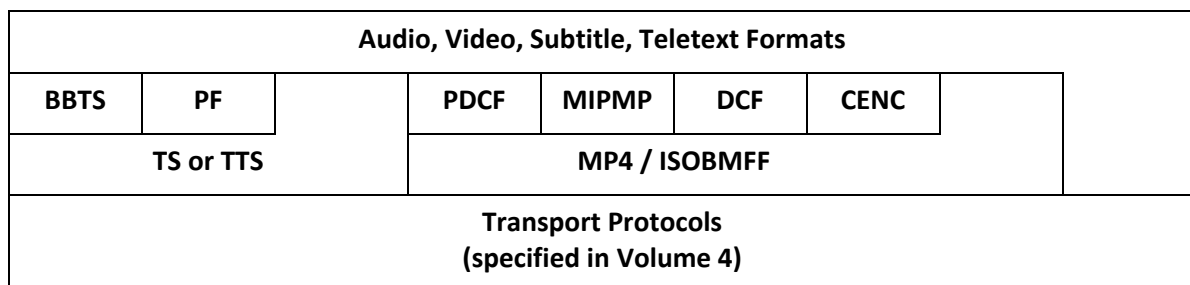 Audio, Video, Subtitle, Teletext Formats
BBTS PF PDCF MIPMP DCF CENC
TS or TTS MP4 / ISOBMFF
Transport Protocols
(specified in Volume 4)